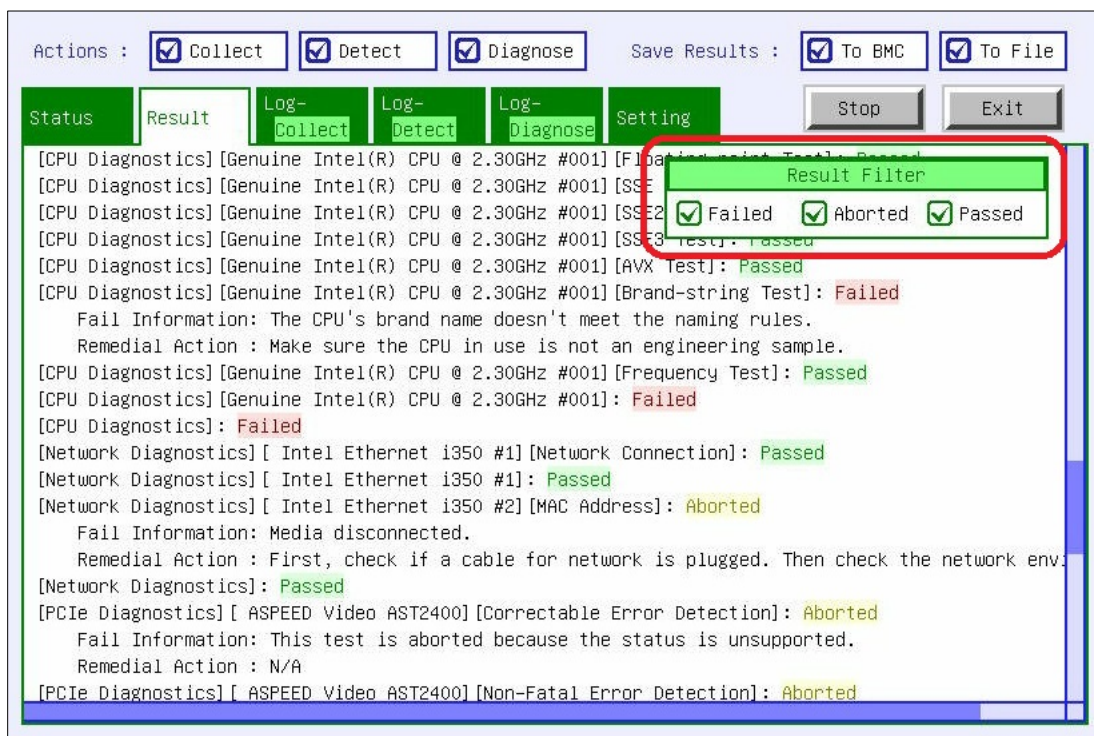 Actions : Collect Detect Diagnose Save Results : To BMC To File
Status Result Log-Collect Log-Detect Log-Diagnose Setting Stop Exit
[CPU Diagnostics][Genuine Intel(R) CPU @ 2.30GHz #001][Floating-point Test]: Passed
Result Filter
[CPU Diagnostics][Genuine Intel(R) CPU @ 2.30GHz #001][SSE
[CPU Diagnostics][Genuine Intel(R) CPU @ 2.30GHz #001][SSE2
Failed Aborted Passed
[CPU Diagnostics][Genuine Intel(R) CPU @ 2.30GHz #001][SSE3 Test]: Passed
[CPU Diagnostics][Genuine Intel(R) CPU @ 2.30GHz #001][AVX Test]: Passed
[CPU Diagnostics][Genuine Intel(R) CPU @ 2.30GHz #001][Brand-string Test]: Failed
Fail Information: The CPU's brand name doesn't meet the naming rules.
Remedial Action : Make sure the CPU in use is not an engineering sample.
[CPU Diagnostics][Genuine Intel(R) CPU @ 2.30GHz #001][Frequency Test]: Passed
[CPU Diagnostics][Genuine Intel(R) CPU @ 2.30GHz #001]: Failed
[CPU Diagnostics]: Failed
[Network Diagnostics][ Intel Ethernet i350 #1][Network Connection]: Passed
[Network Diagnostics][ Intel Ethernet i350 #1]: Passed
[Network Diagnostics][ Intel Ethernet i350 #2][MAC Address]: Aborted
Fail Information: Media disconnected.
Remedial Action : First, check if a cable for network is plugged. Then check the network env
[Network Diagnostics]: Passed
[PCIe Diagnostics][ ASPEED Video AST2400][Correctable Error Detection]: Aborted
Fail Information: This test is aborted because the status is unsupported.
Remedial Action : N/A
[PCIe Diagnostics][ ASPEED Video AST2400][Non-Fatal Error Detection]: Aborted